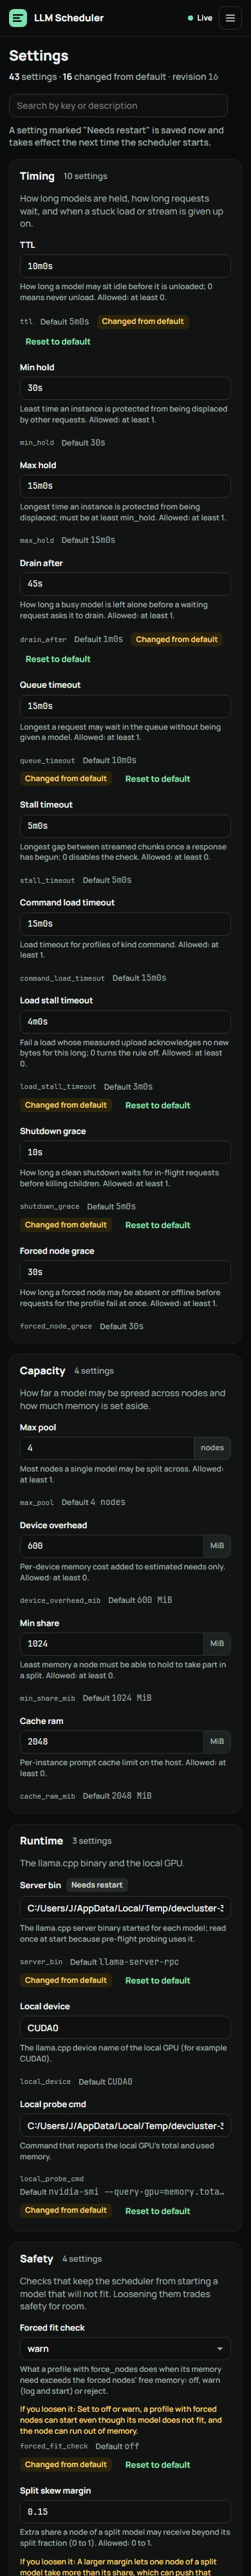 LLM Scheduler
Live
Settings
43 settings · 16 changed from default · revision 16
Search by key or description
A setting marked "Needs restart" is saved now and
takes effect the next time the scheduler starts.
Timing 10 settings
How long models are held, how long requests
wait, and when a stuck load or stream is given up
on.
TTL
10m0s
How long a model may sit idle before it is unloaded; 0
means never unload. Allowed: at least 0.
ttl Default 5m0s Changed from default
Reset to default
Min hold
30s
Least time an instance is protected from being displaced
by other requests. Allowed: at least 1.
min_hold Default 30s
Max hold
15m0s
Longest time an instance is protected from being
displaced; must be at least min_hold. Allowed: at least 1.
max_hold Default 15m0s
Drain after
45s
How long a busy model is left alone before a waiting
request asks it to drain. Allowed: at least 1.
drain_after Default 1m0s Changed from default
Reset to default
Queue timeout
15m0s
Longest a request may wait in the queue without being
given a model. Allowed: at least 1.
queue_timeout Default 10m0s
Changed from default Reset to default
Stall timeout
5m0s
Longest gap between streamed chunks once a response
has begun; 0 disables the check. Allowed: at least 0.
stall_timeout Default 5m0s
Command load timeout
15m0s
Load timeout for profiles of kind command. Allowed: at
least 1.
command_load_timeout Default 15m0s
Load stall timeout
4m0s
Fail a load whose measured upload acknowledges no new
bytes for this long; 0 turns the rule off. Allowed: at least
0.
load_stall_timeout Default 3m0s
Changed from default Reset to default
Shutdown grace
10s
How long a clean shutdown waits for in-flight requests
before killing children. Allowed: at least 1.
shutdown_grace Default 5m0s
Changed from default Reset to default
Forced node grace
30s
How long a forced node may be absent or offline before
requests for the profile fail at once. Allowed: at least 1.
forced_node_grace Default 30s
Capacity 4 settings
How far a model may be spread across nodes and
how much memory is set aside.
Max pool
4 nodes
Most nodes a single model may be split across. Allowed:
at least 1.
max_pool Default 4 nodes
Device overhead
600 MiB
Per-device memory cost added to estimated needs only.
Allowed: at least 0.
device_overhead_mib Default 600 MiB
Min share
1024 MiB
Least memory a node must be able to hold to take part in
a split. Allowed: at least 0.
min_share_mib Default 1024 MiB
Cache ram
2048 MiB
Per-instance prompt cache limit on the host. Allowed: at
least 0.
cache_ram_mib Default 2048 MiB
Runtime 3 settings
The llama.cpp binary and the local GPU.
Server bin Needs restart
C:/Users/J/AppData/Local/Temp/devcluster-3
The llama.cpp server binary started for each model; read
once at start because pre-flight probing uses it.
server_bin Default llama-server-rpc
Changed from default Reset to default
Local device
CUDA0
The llama.cpp device name of the local GPU (for example
CUDA0).
local_device Default CUDA0
Local probe cmd
C:/Users/J/AppData/Local/Temp/devcluster-3
Command that reports the local GPU's total and used
memory.
local_probe_cmd
Default nvidia-smi --query-gpu=memory.tota…
Changed from default Reset to default
Safety 4 settings
Checks that keep the scheduler from starting a
model that will not fit. Loosening them trades
safety for room.
Forced fit check
warn
What a profile with force_nodes does when its memory
need exceeds the forced nodes' free memory: off, warn
(log and start) or reject.
If you loosen it: Set to off or warn, a profile with forced
nodes can start even though its model does not fit, and
the node can run out of memory.
forced_fit_check Default off
Changed from default Reset to default
Split skew margin
0.15
Extra share a node of a split model may receive beyond its
split fraction (0 to 1). Allowed: 0 to 1.
If you loosen it: A larger margin lets one node of a split
model take more than its share, which can push that